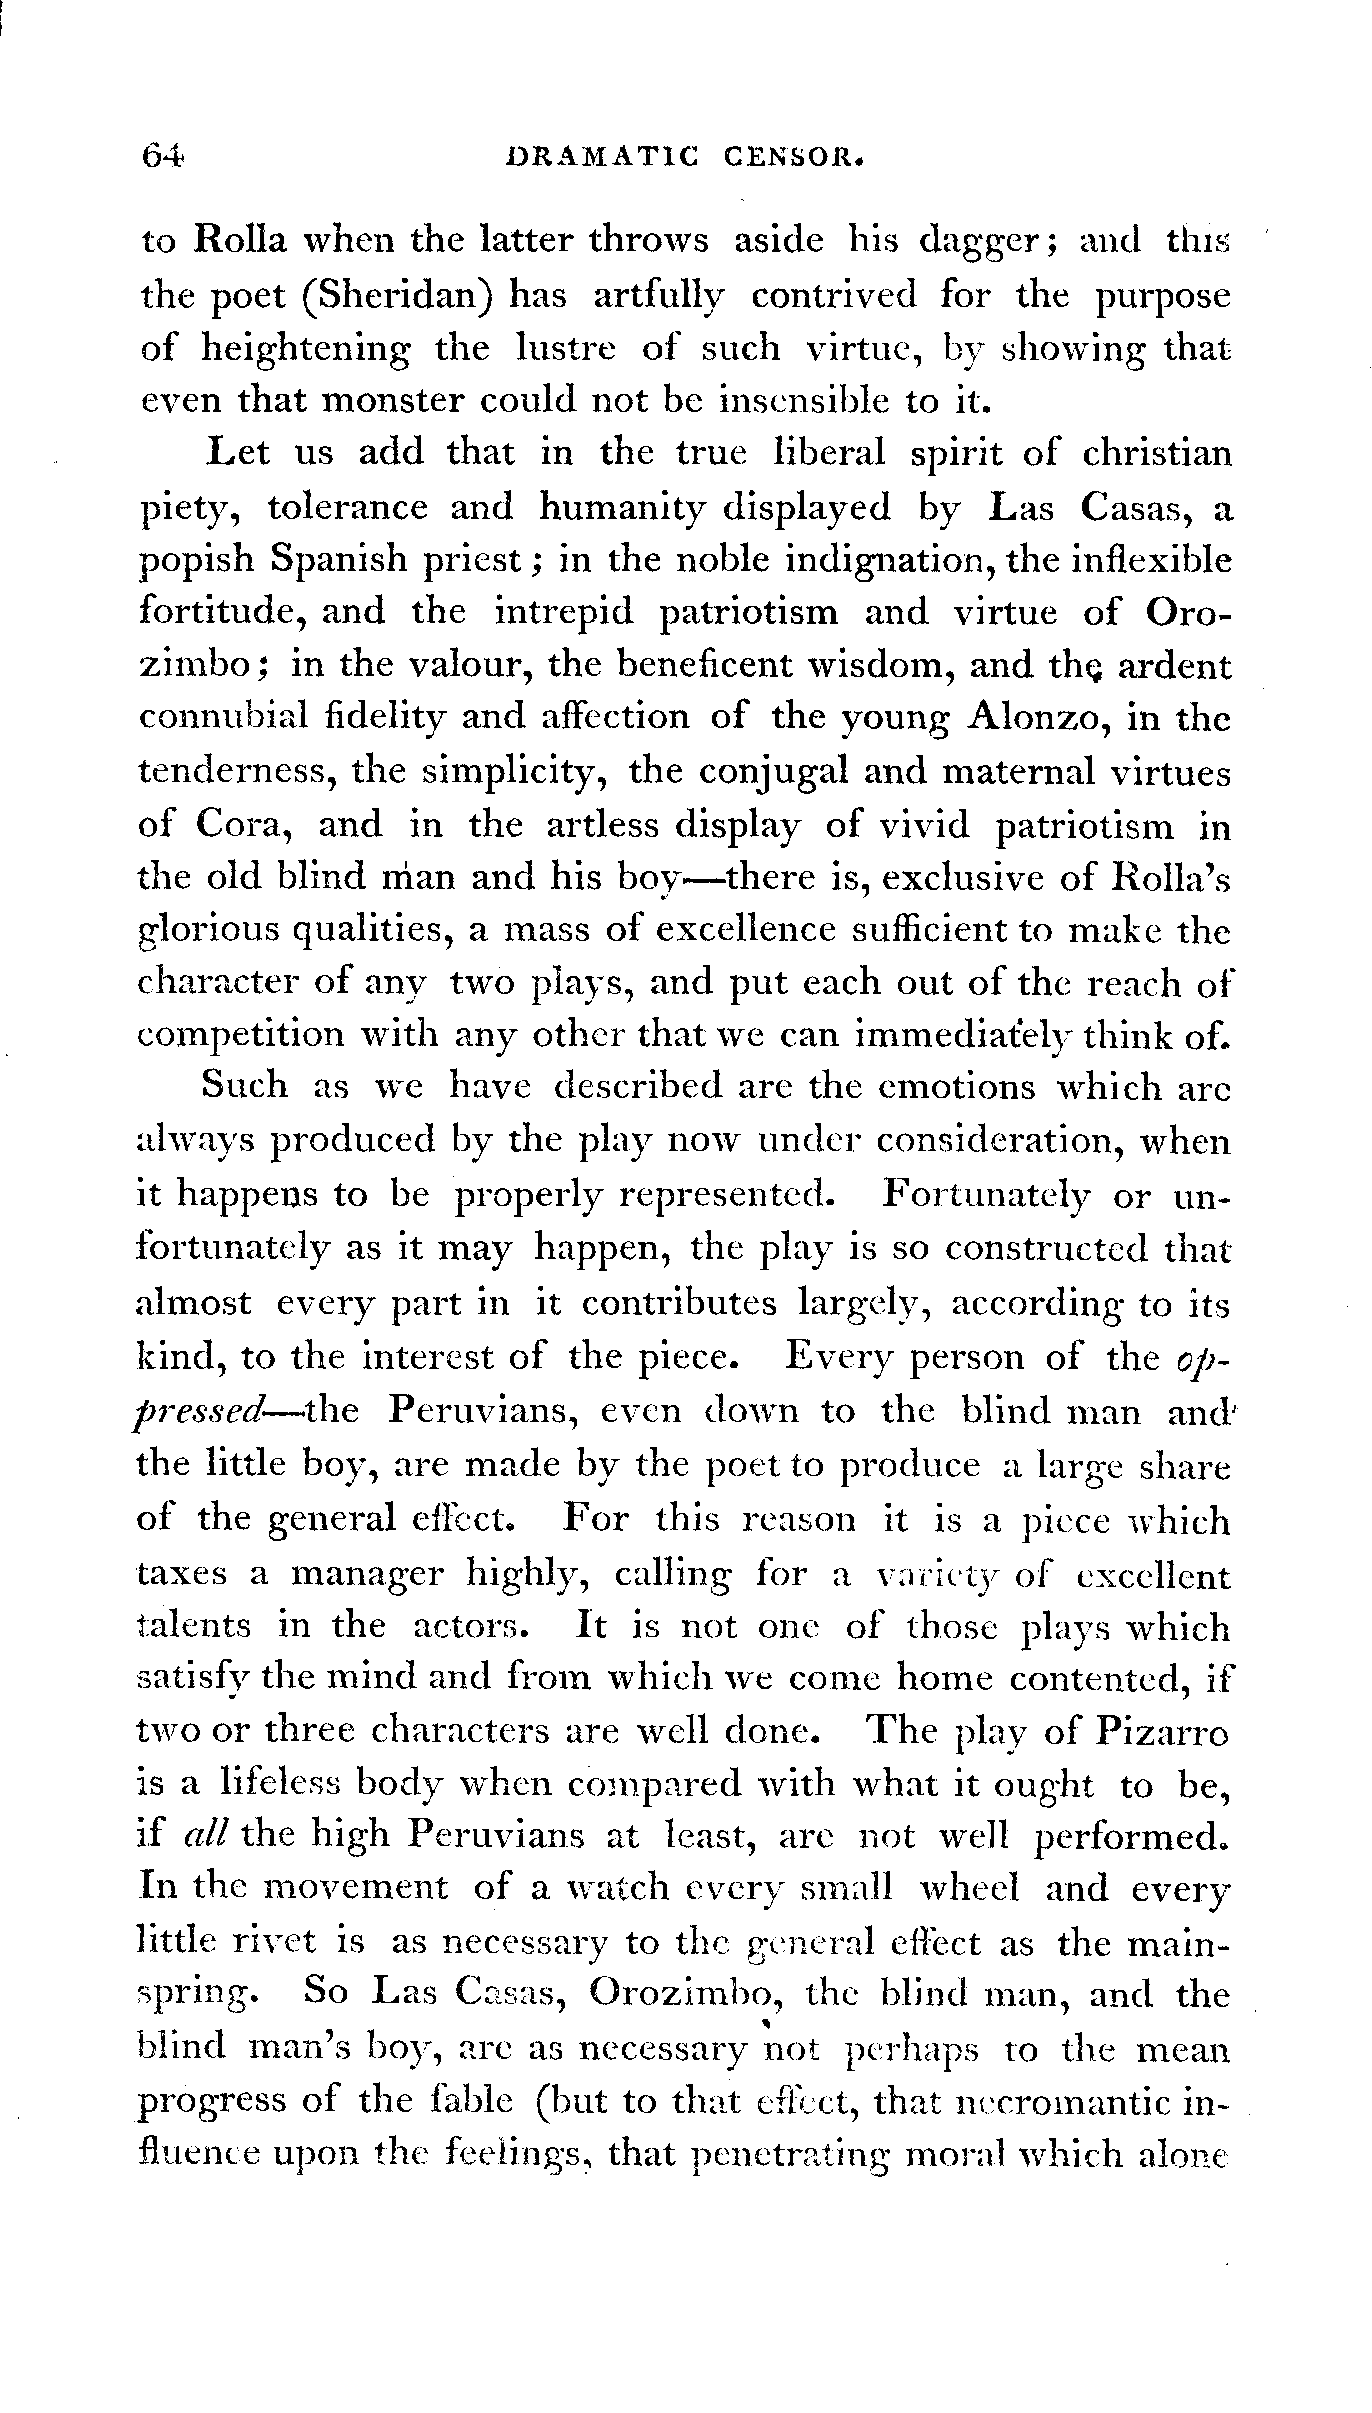 64 DRAMATIC CENSOR.
to Rolla when the latter throws aside his dagger; and this
the poet (Sheridan) has artfully contrived for the purpose
of heightening the lustre of such virtue, by showing that
even that monster could not be insensible to it.
Let us add that in the true liberal spirit of christian
piety, tolerance and humanity displayed by Las Casas, a
popish Spanish priest; in the noble indignation, the inflexible
fortitude, and the intrepid patriotism and virtue of Oro-
zimbo; in the valour, the beneficent wisdom, and the ardent
connubial fidelity and affection of the young Alonzo, in the
tenderness, the simplicity, the conjugal and maternal virtues
of Cora, and in the artless display of vivid patriotism in
the old blind man and his boy—there is, exclusive of Rolla's
glorious qualities, a mass of excellence sufficient to make the
character of any two plays, and put each out of the reach of
competition with any other that we can immediately think of.
Such as we have described are the emotions which are
always produced by the play now under consideration, when
it happens to be properly represented. Fortunately or un-
fortunately as it may happen, the play is so constructed that
almost every part in it contributes largely, according to its
kind, to the interest of the piece. Every person of the op-
pressed—the Peruvians, even down to the blind man and
the little boy, are made by the poet to produce a large share
of the general effect. For this reason it is a piece which
taxes a manager highly, calling for a variety of excellent
talents in the actors. It is not one of those plays which
satisfy the mind and from which we come home contented, if
two or three characters are well done. The play of Pizarro
is a lifeless body when compared with what it ought to be,
if all the high Peruvians at least, are not well performed.
In the movement of a watch every small wheel and every
little rivet is as necessary to the general effect as the main-
spring. So Las Casas, Orozimbo, the blind man, and the
blind man's boy, are as necessary not perhaps to the mean
progress of the fable (but to that effect, that necromantic in-
fluence upon the feelings, that penetrating moral which alone